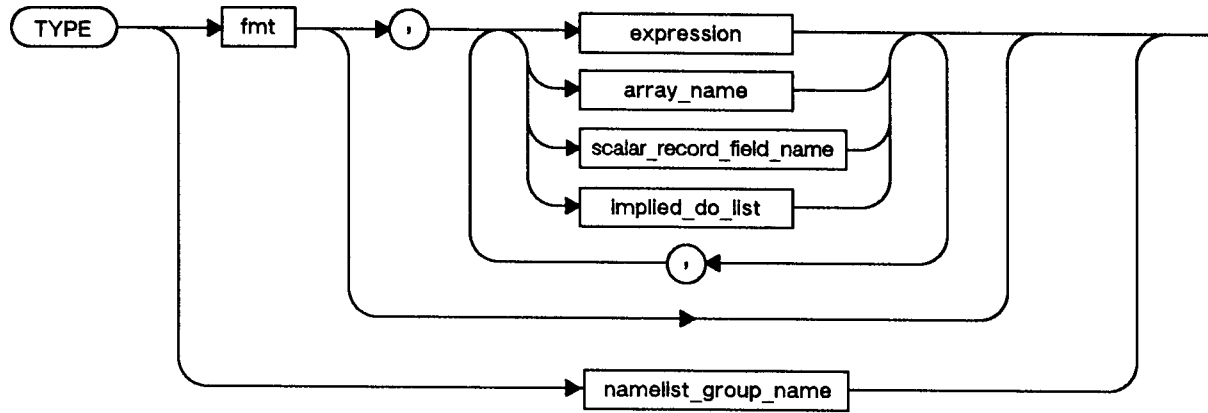 TYPE fmt , expression
array_name
scalar_record_field_name
implied_do_list
,
namelist_group_name